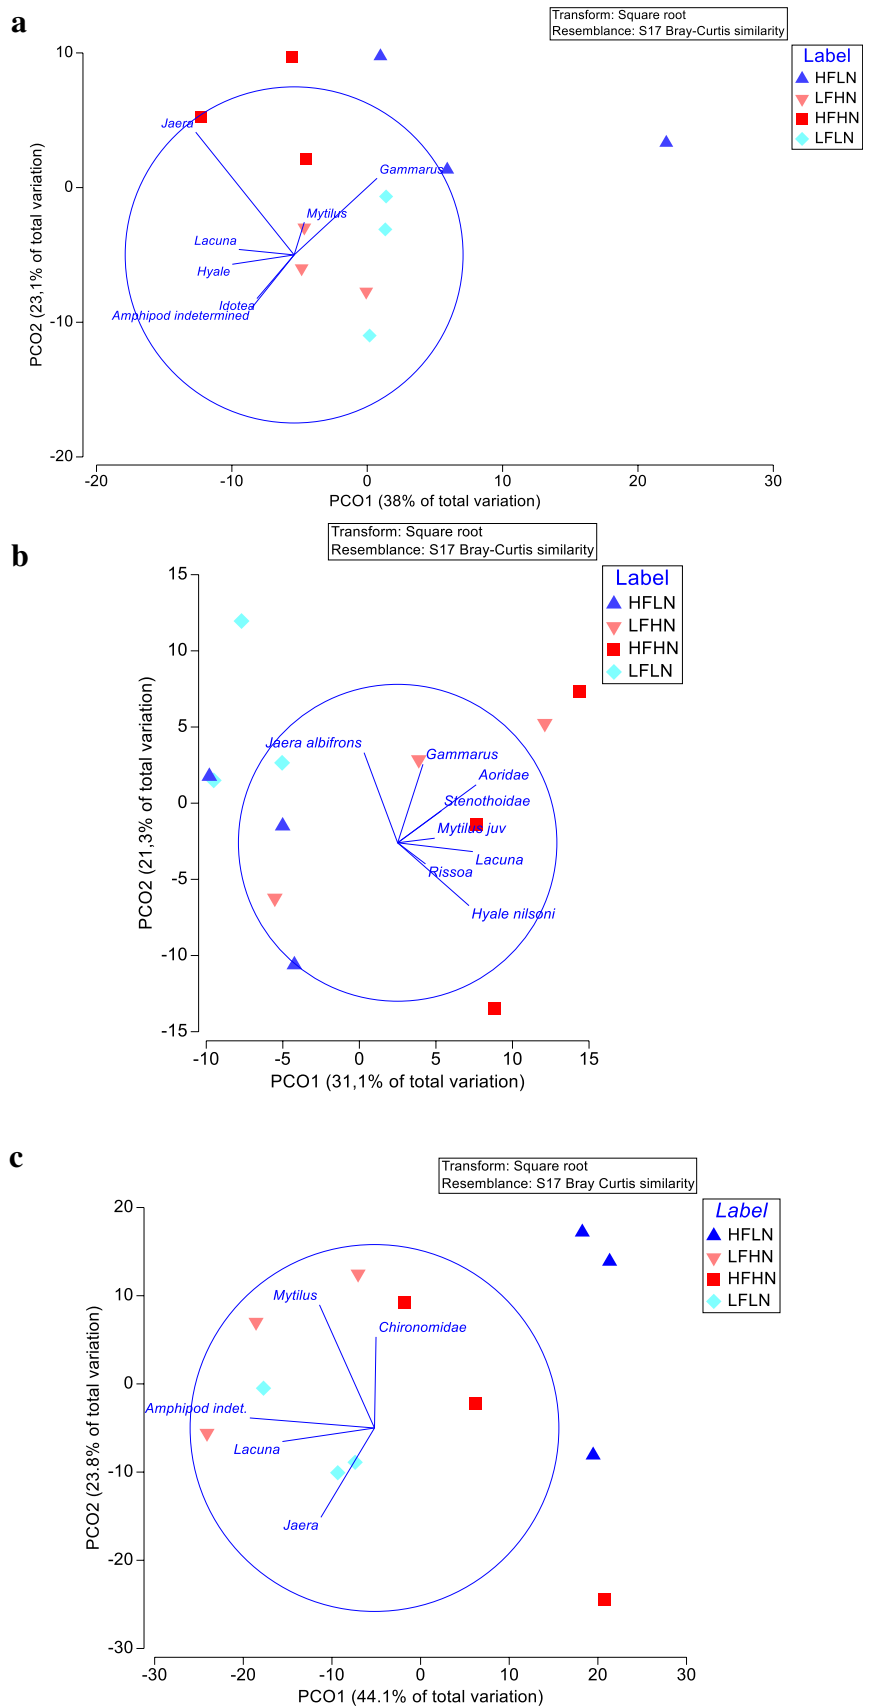 a
Transform: Square root
Resemblance: S17 Bray-Curtis similarity
Label
HFLN
LFHN
HFHN
LFLN
10
0
-10
-20
PCO2 (23,1% of total variation)
Jaera
Gammarus
Mytilus
Lacuna
Hyale
Idotea
Amphipod indetermined
-20
-10
0
10
20
30
PCO1 (38% of total variation)
b
Transform: Square root
Resemblance: S17 Bray-Curtis similarity
Label
HFLN
LFHN
HFHN
LFLN
15
10
5
0
-5
-10
-15
PCO2 (21,3% of total variation)
Jaera albifrons
Gammarus
Aoridae
Stenothoidae
Mytilus juv
Lacuna
Rissoa
Hyale nilsoni
-10
-5
0
5
10
15
PCO1 (31,1% of total variation)
c
Transform: Square root
Resemblance: S17 Bray Curtis similarity
Label
HFLN
LFHN
HFHN
LFLN
20
10
0
-10
-20
-30
PCO2 (23.8% of total variation)
Mytilus
Chironomidae
Amphipod indet.
Lacuna
Jaera
-30
-20
-10
0
10
20
30
PCO1 (44.1% of total variation)